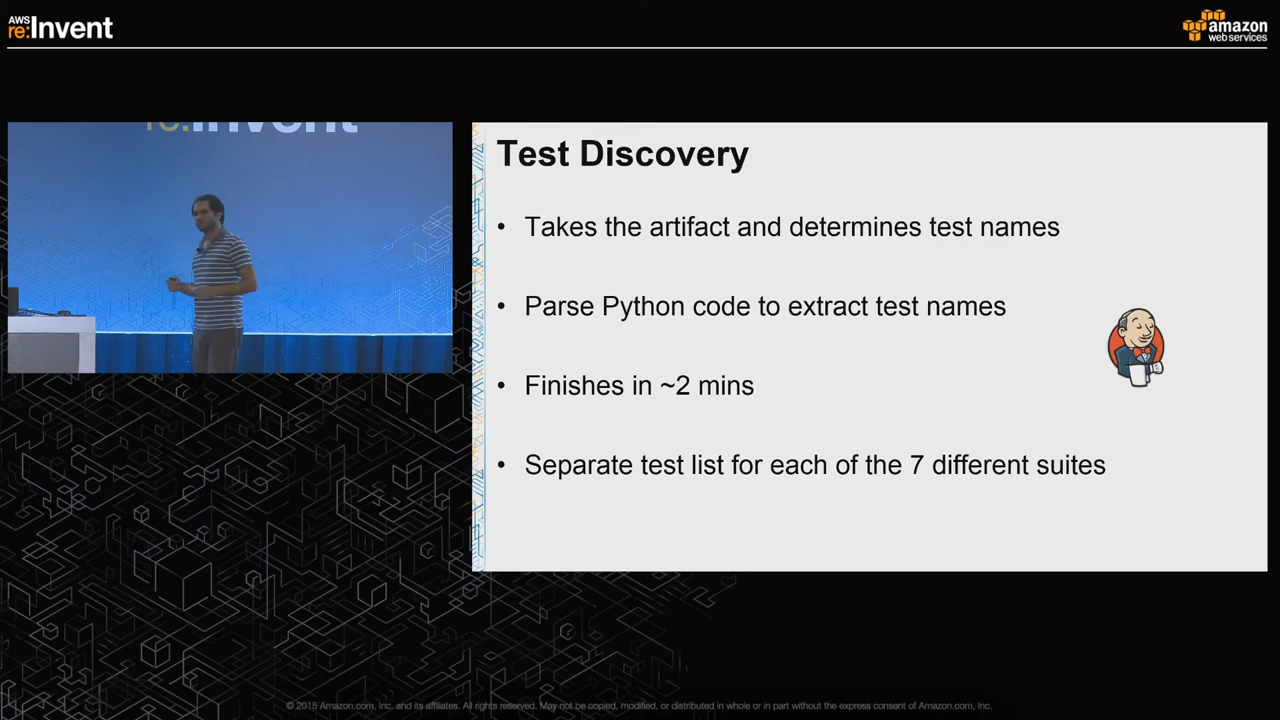 AWS
re:Invent
amazon
web services
re:Invent
Test Discovery
• Takes the artifact and determines test names
• Parse Python code to extract test names
• Finishes in ~2 mins
• Separate test list for each of the 7 different suites
© 2015 Amazon.com, Inc. and its affiliates. All rights reserved. May not be copied, modified, or distributed in whole or in part without the express consent of Amazon.com, Inc.